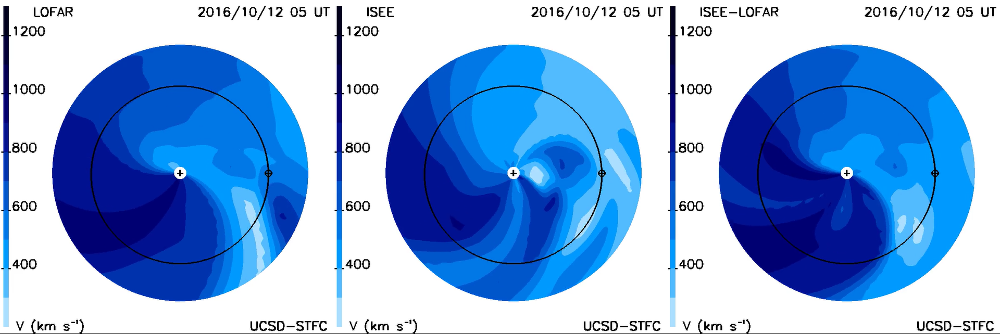 LOFAR 2016/10/12 05 UT
1200
1000
800
600
400
V (km s⁻¹) UCSD-STFC
ISEE 2016/10/12 05 UT
1200
1000
800
600
400
V (km s⁻¹) UCSD-STFC
ISEE-LOFAR 2016/10/12 05 UT
1200
1000
800
600
400
V (km s⁻¹) UCSD-STFC